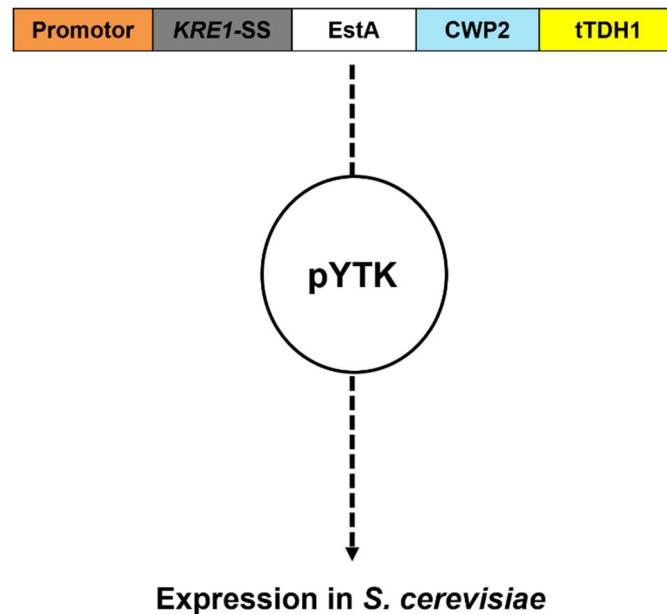 Promotor KRE1-SS EstA CWP2 tTDH1
pYTK
Expression in S. cerevisiae